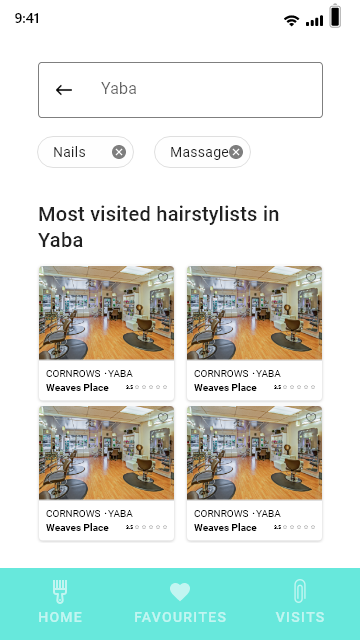 9:41
Yaba
Nails
Massage
Most visited hairstylists in
Yaba
CORNROWS · YABA
Weaves Place 3.5
CORNROWS · YABA
Weaves Place 3.5
CORNROWS · YABA
Weaves Place 3.5
CORNROWS · YABA
Weaves Place 3.5
HOME FAVOURITES VISITS